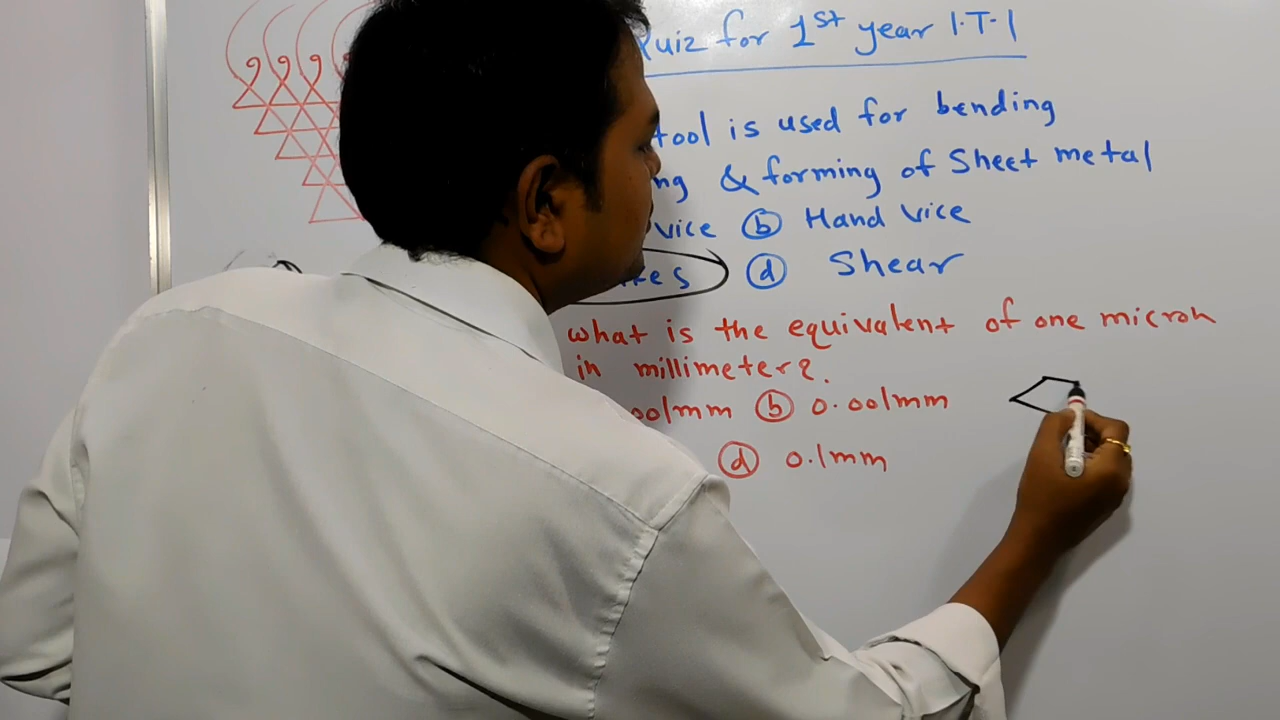 Quiz for 1st year I.T.I
tool is used for bending
& forming of Sheet metal
vice ⓑ Hand vice
ⓓ Shear
what is the equivalent of one micron
in millimeter?.
ⓑ 0.001mm
ⓓ 0.1mm